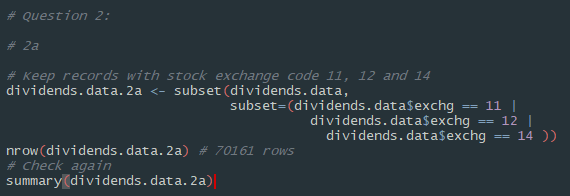 # Question 2:
# 2a
# Keep records with stock exchange code 11, 12 and 14
dividends.data.2a <- subset(dividends.data,
subset=(dividends.data$exchg == 11 |
dividends.data$exchg == 12 |
dividends.data$exchg == 14 ))
nrow(dividends.data.2a) # 70161 rows
# Check again
summary(dividends.data.2a)